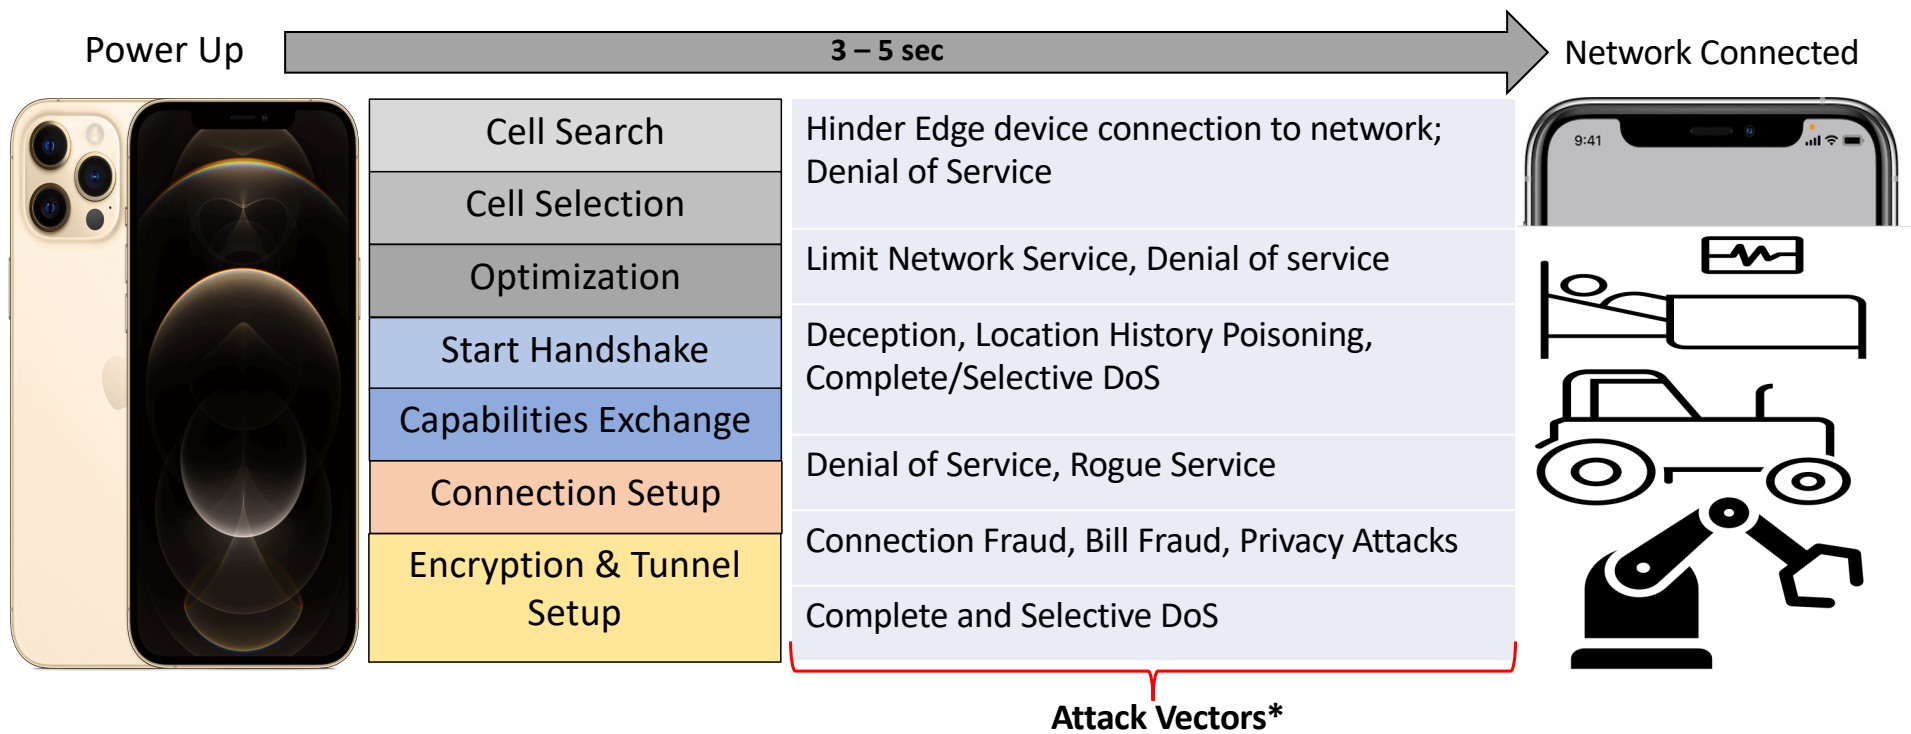 Power Up
3 – 5 sec
Network Connected
Cell Search
Cell Selection
Optimization
Start Handshake
Capabilities Exchange
Connection Setup
Encryption & Tunnel
Setup
Hinder Edge device connection to network;
Denial of Service
Limit Network Service, Denial of service
Deception, Location History Poisoning,
Complete/Selective DoS
Denial of Service, Rogue Service
Connection Fraud, Bill Fraud, Privacy Attacks
Complete and Selective DoS
9:41
Attack Vectors*